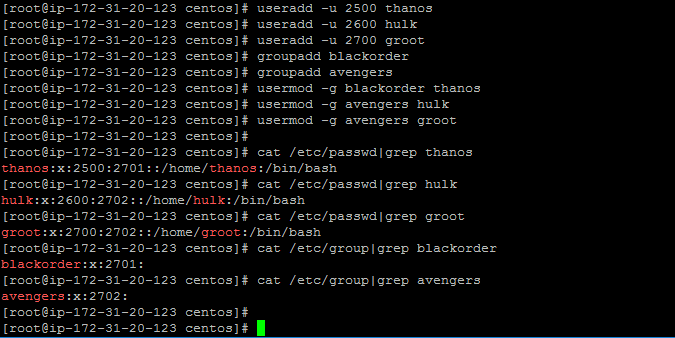 [root@ip-172-31-20-123 centos]# useradd -u 2500 thanos
[root@ip-172-31-20-123 centos]# useradd -u 2600 hulk
[root@ip-172-31-20-123 centos]# useradd -u 2700 groot
[root@ip-172-31-20-123 centos]# groupadd blackorder
[root@ip-172-31-20-123 centos]# groupadd avengers
[root@ip-172-31-20-123 centos]# usermod -g blackorder thanos
[root@ip-172-31-20-123 centos]# usermod -g avengers hulk
[root@ip-172-31-20-123 centos]# usermod -g avengers groot
[root@ip-172-31-20-123 centos]#
[root@ip-172-31-20-123 centos]# cat /etc/passwd|grep thanos
thanos:x:2500:2701::/home/thanos:/bin/bash
[root@ip-172-31-20-123 centos]# cat /etc/passwd|grep hulk
hulk:x:2600:2702::/home/hulk:/bin/bash
[root@ip-172-31-20-123 centos]# cat /etc/passwd|grep groot
groot:x:2700:2702::/home/groot:/bin/bash
[root@ip-172-31-20-123 centos]# cat /etc/group|grep blackorder
blackorder:x:2701:
[root@ip-172-31-20-123 centos]# cat /etc/group|grep avengers
avengers:x:2702:
[root@ip-172-31-20-123 centos]#
[root@ip-172-31-20-123 centos]#